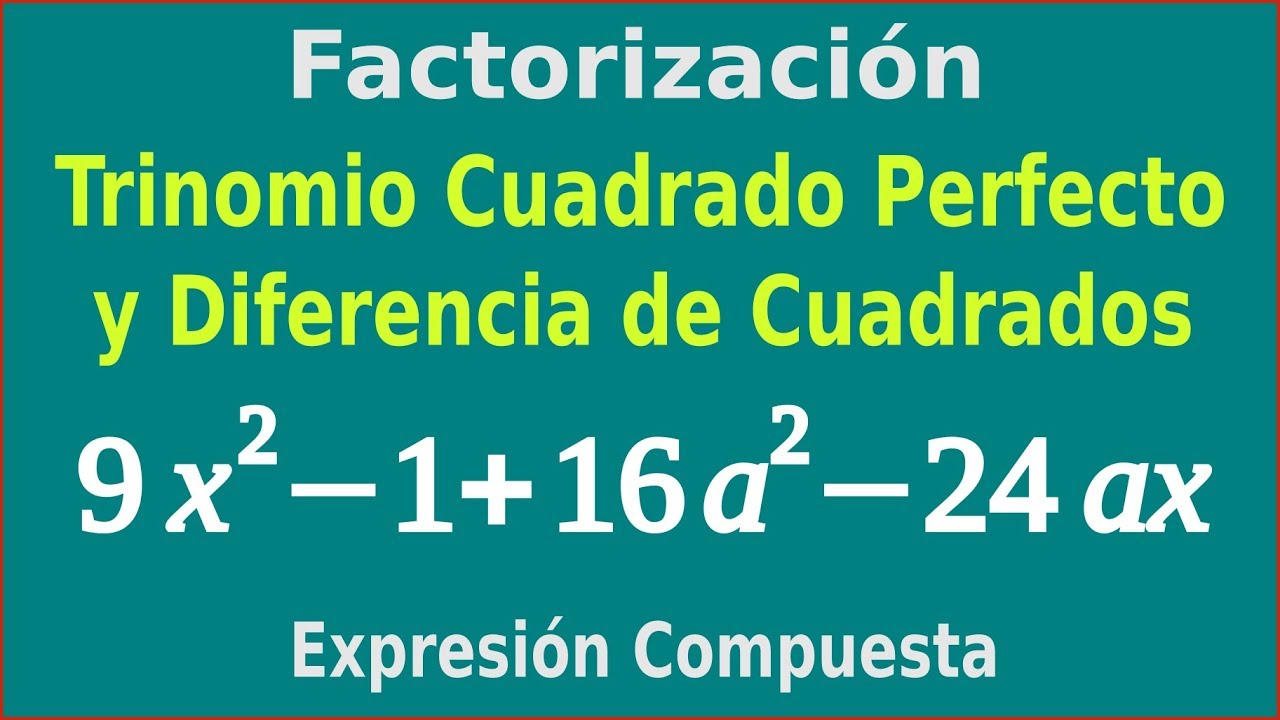 Factorización
Trinomio Cuadrado Perfecto
y Diferencia de Cuadrados
9x²−1+16a²−24ax
Expresión Compuesta